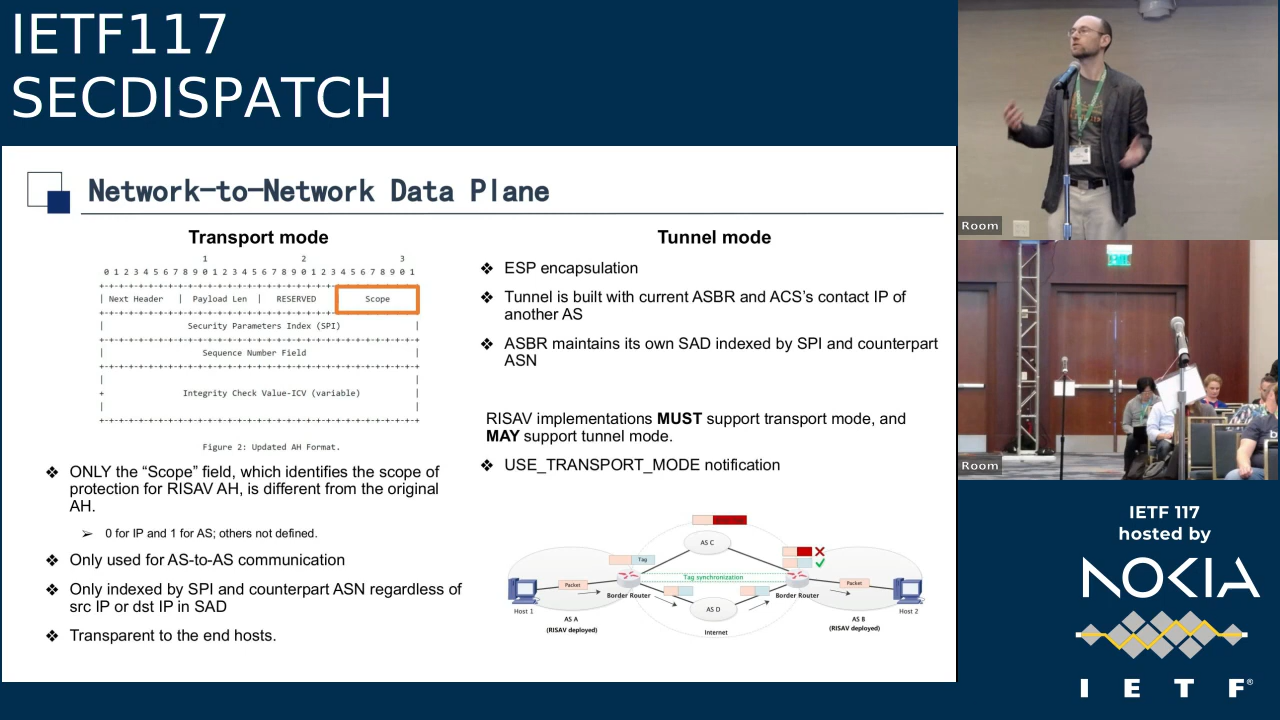 IETF117
SECDISPATCH
Network-to-Network Data Plane
Transport mode
1 2 3
0 1 2 3 4 5 6 7 8 9 0 1 2 3 4 5 6 7 8 9 0 1 2 3 4 5 6 7 8 9 0 1
+-+-+-+-+-+-+-+-+-+-+-+-+-+-+-+-+-+-+-+-+-+-+-+-+-+-+-+-+-+-+-+-+
| Next Header | Payload Len | RESERVED | Scope |
+-+-+-+-+-+-+-+-+-+-+-+-+-+-+-+-+-+-+-+-+-+-+-+-+-+-+-+-+-+-+-+-+
| Security Parameters Index (SPI) |
+-+-+-+-+-+-+-+-+-+-+-+-+-+-+-+-+-+-+-+-+-+-+-+-+-+-+-+-+-+-+-+-+
| Sequence Number Field |
+-+-+-+-+-+-+-+-+-+-+-+-+-+-+-+-+-+-+-+-+-+-+-+-+-+-+-+-+-+-+-+-+
| |
+ Integrity Check Value-ICV (variable) |
| |
+-+-+-+-+-+-+-+-+-+-+-+-+-+-+-+-+-+-+-+-+-+-+-+-+-+-+-+-+-+-+-+-+
Figure 2: Updated AH Format.
❖ ONLY the “Scope” field, which identifies the scope of
protection for RISAV AH, is different from the original
AH.
➢ 0 for IP and 1 for AS; others not defined.
❖ Only used for AS-to-AS communication
❖ Only indexed by SPI and counterpart ASN regardless of
src IP or dst IP in SAD
❖ Transparent to the end hosts.
Tunnel mode
❖ ESP encapsulation
❖ Tunnel is built with current ASBR and ACS’s contact IP of
another AS
❖ ASBR maintains its own SAD indexed by SPI and counterpart
ASN
RISAV implementations MUST support transport mode, and
MAY support tunnel mode.
❖ USE_TRANSPORT_MODE notification
AS C
Tag
Tag synchronization
Packet
Packet
Border Router
Border Router
Host 1
Host 2
AS D
AS A
(RISAV deployed)
AS B
(RISAV deployed)
Internet
Room
Room
IETF 117
hosted by
NOKIA
I E T F®